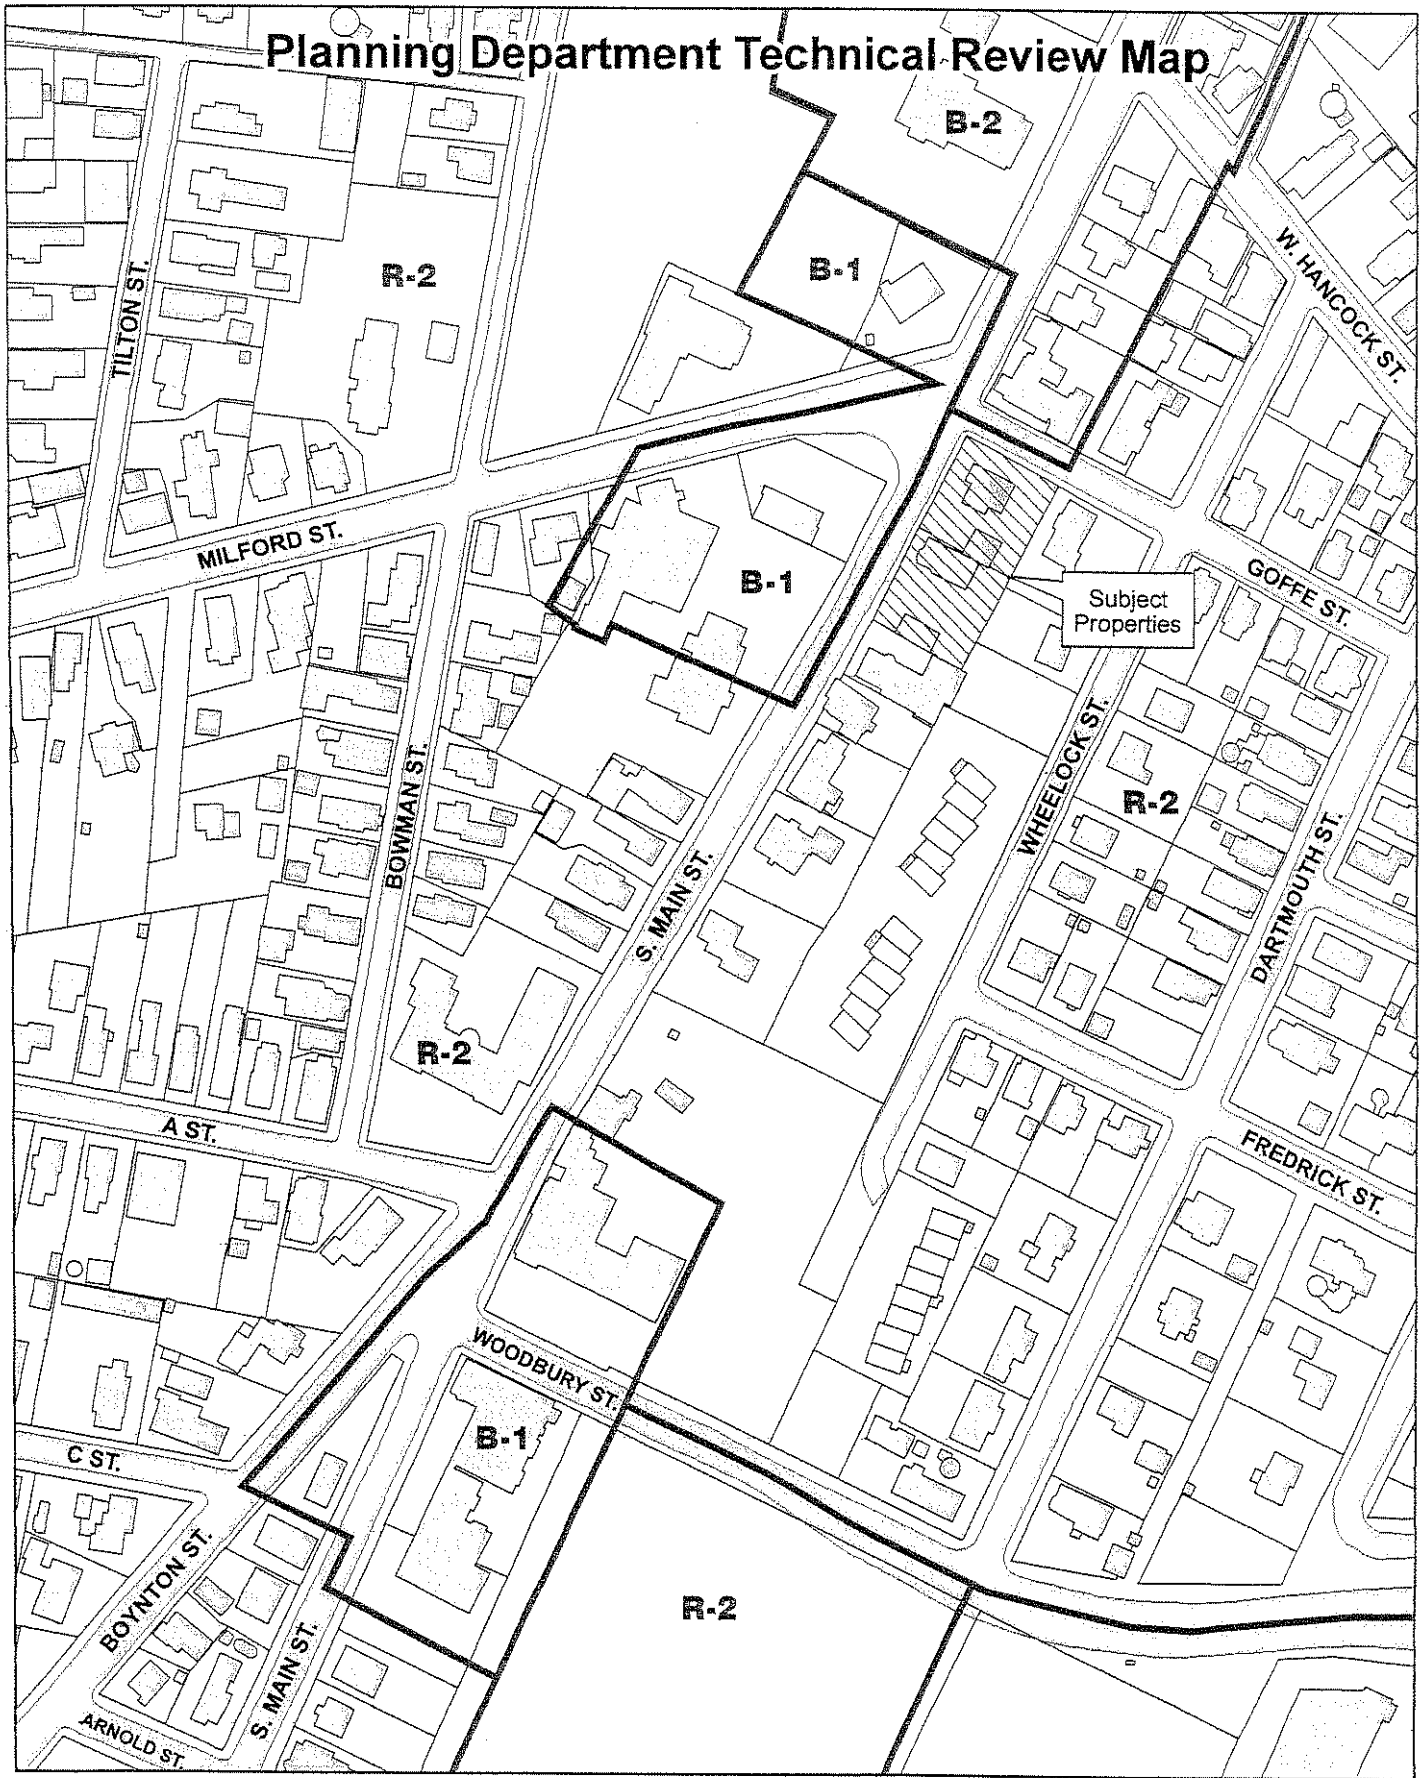 Planning Department Technical Review Map
B-2
B-1
R-2
W. HANCOCK ST.
TILTON ST.
MILFORD ST.
B-1
GOFFE ST.
Subject
Properties
WHEELOCK ST.
R-2
BOWMAN ST.
S. MAIN ST.
DARTMOUTH ST.
R-2
A ST.
FREDRICK ST.
WOODBURY ST.
B-1
C ST.
BOYNTON ST.
R-2
S. MAIN ST.
ARNOLD ST.